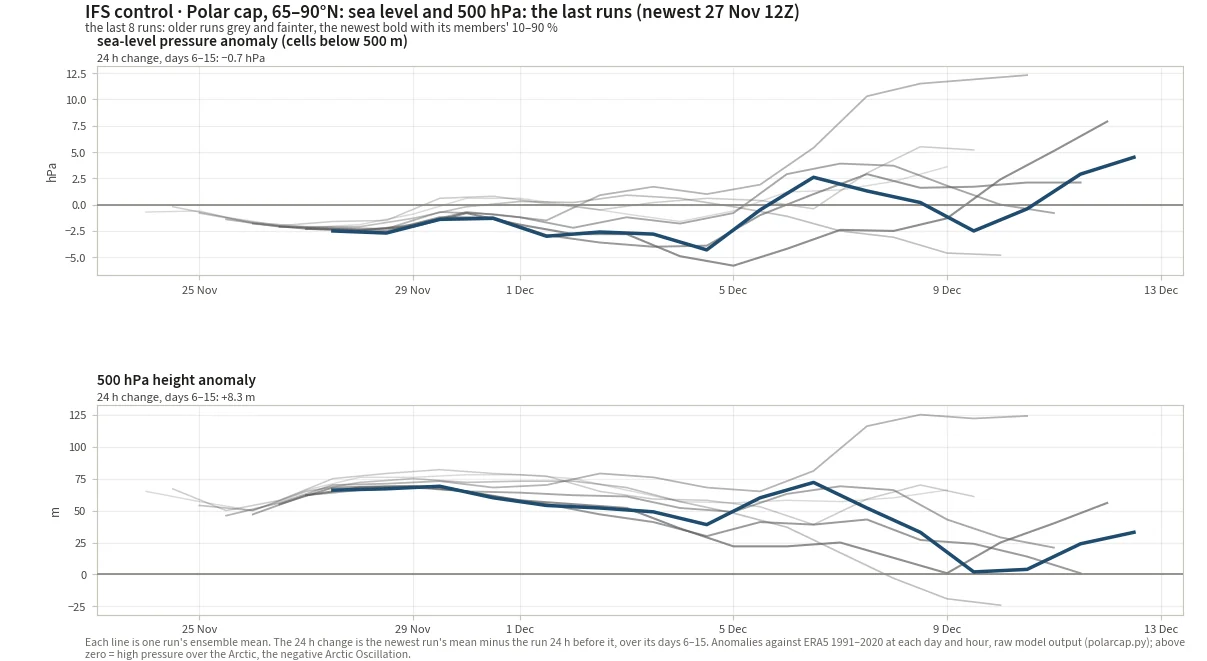 IFS control · Polar cap, 65–90°N: sea level and 500 hPa: the last runs (newest 27 Nov 12Z)
the last 8 runs: older runs grey and fainter, the newest bold with its members' 10–90 %
sea-level pressure anomaly (cells below 500 m)
24 h change, days 6–15: −0.7 hPa
12.5
10.0
7.5
5.0
2.5
0.0
−2.5
−5.0
hPa
25 Nov
29 Nov
1 Dec
5 Dec
9 Dec
13 Dec
500 hPa height anomaly
24 h change, days 6–15: +8.3 m
125
100
75
50
25
0
−25
m
25 Nov
29 Nov
1 Dec
5 Dec
9 Dec
13 Dec
Each line is one run's ensemble mean. The 24 h change is the newest run's mean minus the run 24 h before it, over its days 6–15. Anomalies against ERA5 1991–2020 at each day and hour, raw model output (polarcap.py); above
zero = high pressure over the Arctic, the negative Arctic Oscillation.